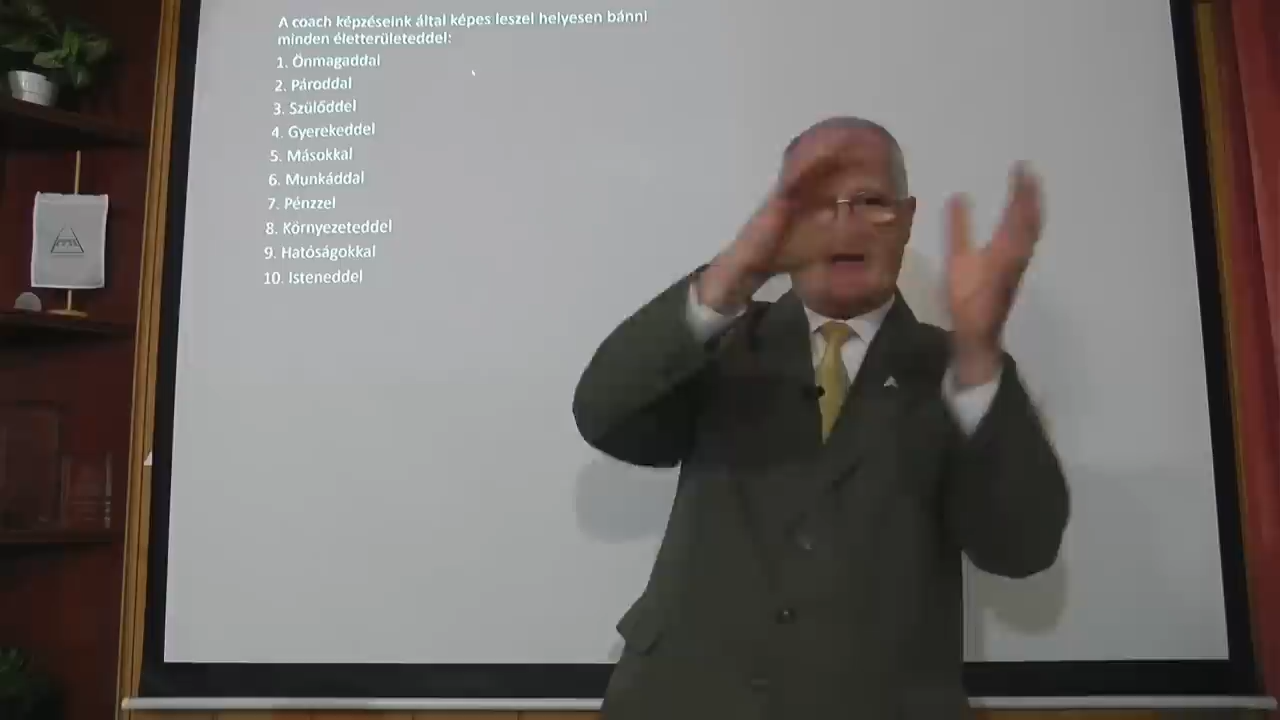 A coach képzéseink által képes leszel helyesen bánni
minden életterületeddel:
1. Önmagaddal
2. Pároddal
3. Szülőddel
4. Gyerekeddel
5. Másokkal
6. Munkáddal
7. Pénzzel
8. Környezeteddel
9. Hatóságokkal
10. Isteneddel